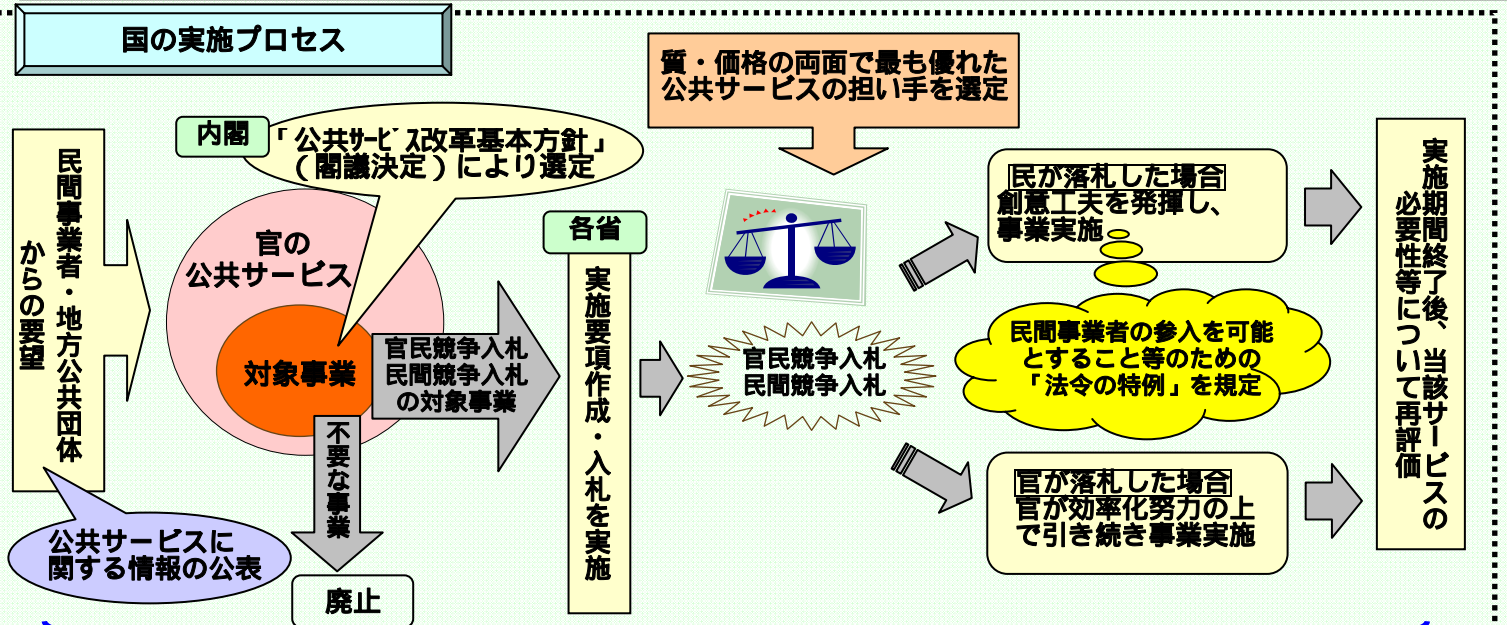 国の実施プロセス
質・価格の両面で最も優れた
公共サービスの担い手を選定
民間事業者・地方公共団体
からの要望
公共サービスに
関する情報の公表
内閣
「公共ｻｰﾋﾞｽ改革基本方針」
（閣議決定）により選定
官の
公共サービス
対象事業
官民競争入札
民間競争入札
の対象事業
不要な事業
廃止
各省
実施要項作成・入札を実施
官民競争入札
民間競争入札
民が落札した場合
創意工夫を発揮し、
事業実施
民間事業者の参入を可能
とすること等のための
「法令の特例」を規定
官が落札した場合
官が効率化努力の上
で引き続き事業実施
実施期間終了後、当該サービスの
必要性等について再評価